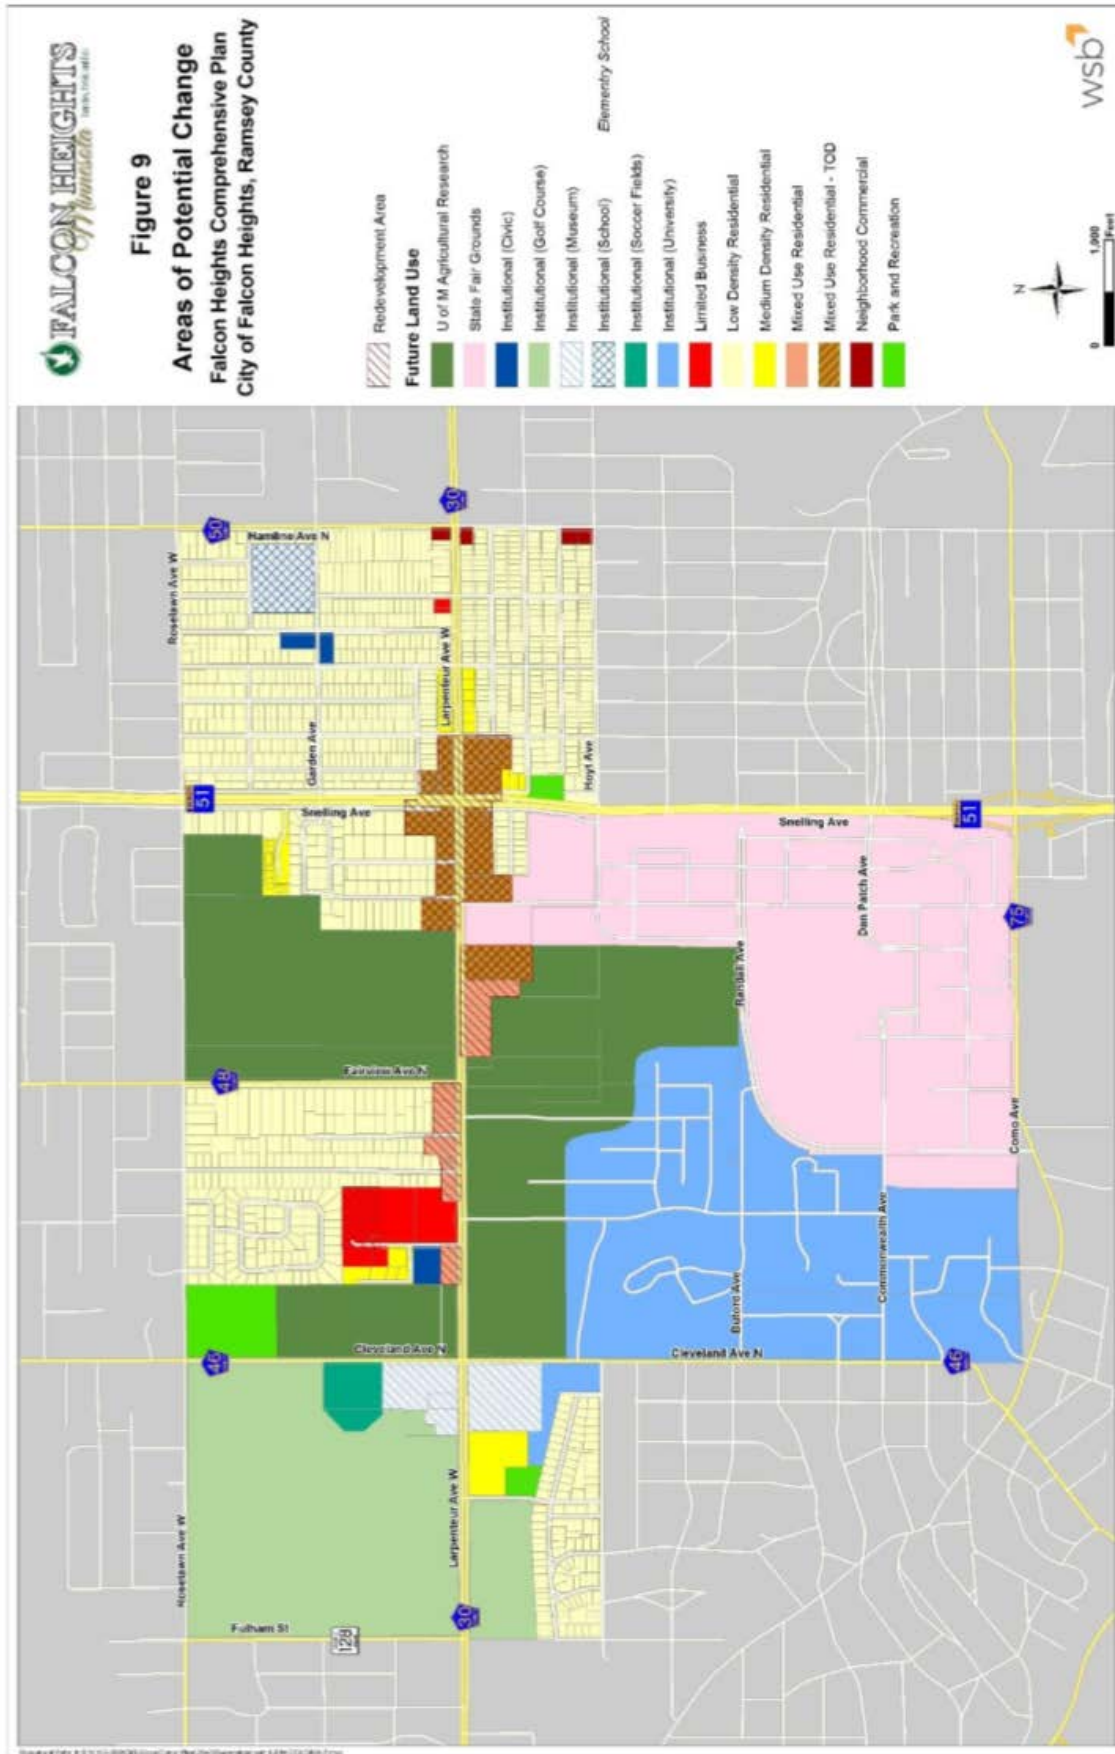 FALCON HEIGHTS
Minnesota
Figure 9
Areas of Potential Change
Falcon Heights Comprehensive Plan
City of Falcon Heights, Ramsey County
Redevelopment Area
Future Land Use
U of M Agricultural Research
State Fair Grounds
Institutional (Civic)
Institutional (Golf Course)
Institutional (Museum)
Institutional (School)
Elementry School
Institutional (Soccer Fields)
Institutional (University)
Limited Business
Low Density Residential
Medium Density Residential
Mixed Use Residential
Mixed Use Residential - TOD
Neighborhood Commercial
Park and Recreation
N
0
1,000
Feet
wsb
Roselawn Ave W
Roselawn Ave W
Fulham St
128
46
Cleveland Ave N
48
Fairview Ave N
51
Snelling Ave
Garden Ave
50
Hamline Ave N
Larpenteur Ave W
30
Larpenteur Ave W
30
Hoyt Ave
Cleveland Ave N
Buford Ave
Randall Ave
Snelling Ave
Dan Patch Ave
Commonwealth Ave
46
51
Como Ave
75